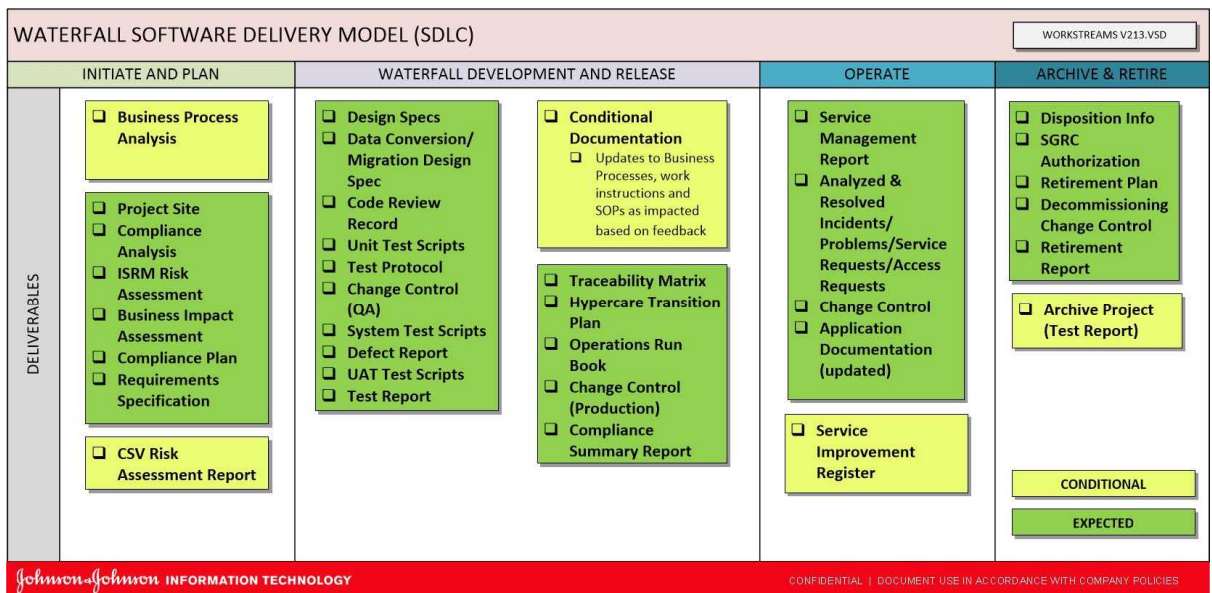 WATERFALL SOFTWARE DELIVERY MODEL (SDLC)
WORKSTREAMS V213.VSD
INITIATE AND PLAN
WATERFALL DEVELOPMENT AND RELEASE
OPERATE
ARCHIVE & RETIRE
DELIVERABLES
Business Process
Analysis
Project Site
Compliance
Analysis
ISRM Risk
Assessment
Business Impact
Assessment
Compliance Plan
Requirements
Specification
CSV Risk
Assessment Report
Design Specs
Data Conversion/
Migration Design
Spec
Code Review
Record
Unit Test Scripts
Test Protocol
Change Control
(QA)
System Test Scripts
Defect Report
UAT Test Scripts
Test Report
Conditional
Documentation
Updates to Business
Processes, work
instructions and
SOPs as impacted
based on feedback
Traceability Matrix
Hypercare Transition
Plan
Operations Run
Book
Change Control
(Production)
Compliance
Summary Report
Service
Management
Report
Analyzed &
Resolved
Incidents/
Problems/Service
Requests/Access
Requests
Change Control
Application
Documentation
(updated)
Service
Improvement
Register
Disposition Info
SGRC
Authorization
Retirement Plan
Decommissioning
Change Control
Retirement
Report
Archive Project
(Test Report)
CONDITIONAL
EXPECTED
Johnson & Johnson INFORMATION TECHNOLOGY
CONFIDENTIAL | DOCUMENT USE IN ACCORDANCE WITH COMPANY POLICIES